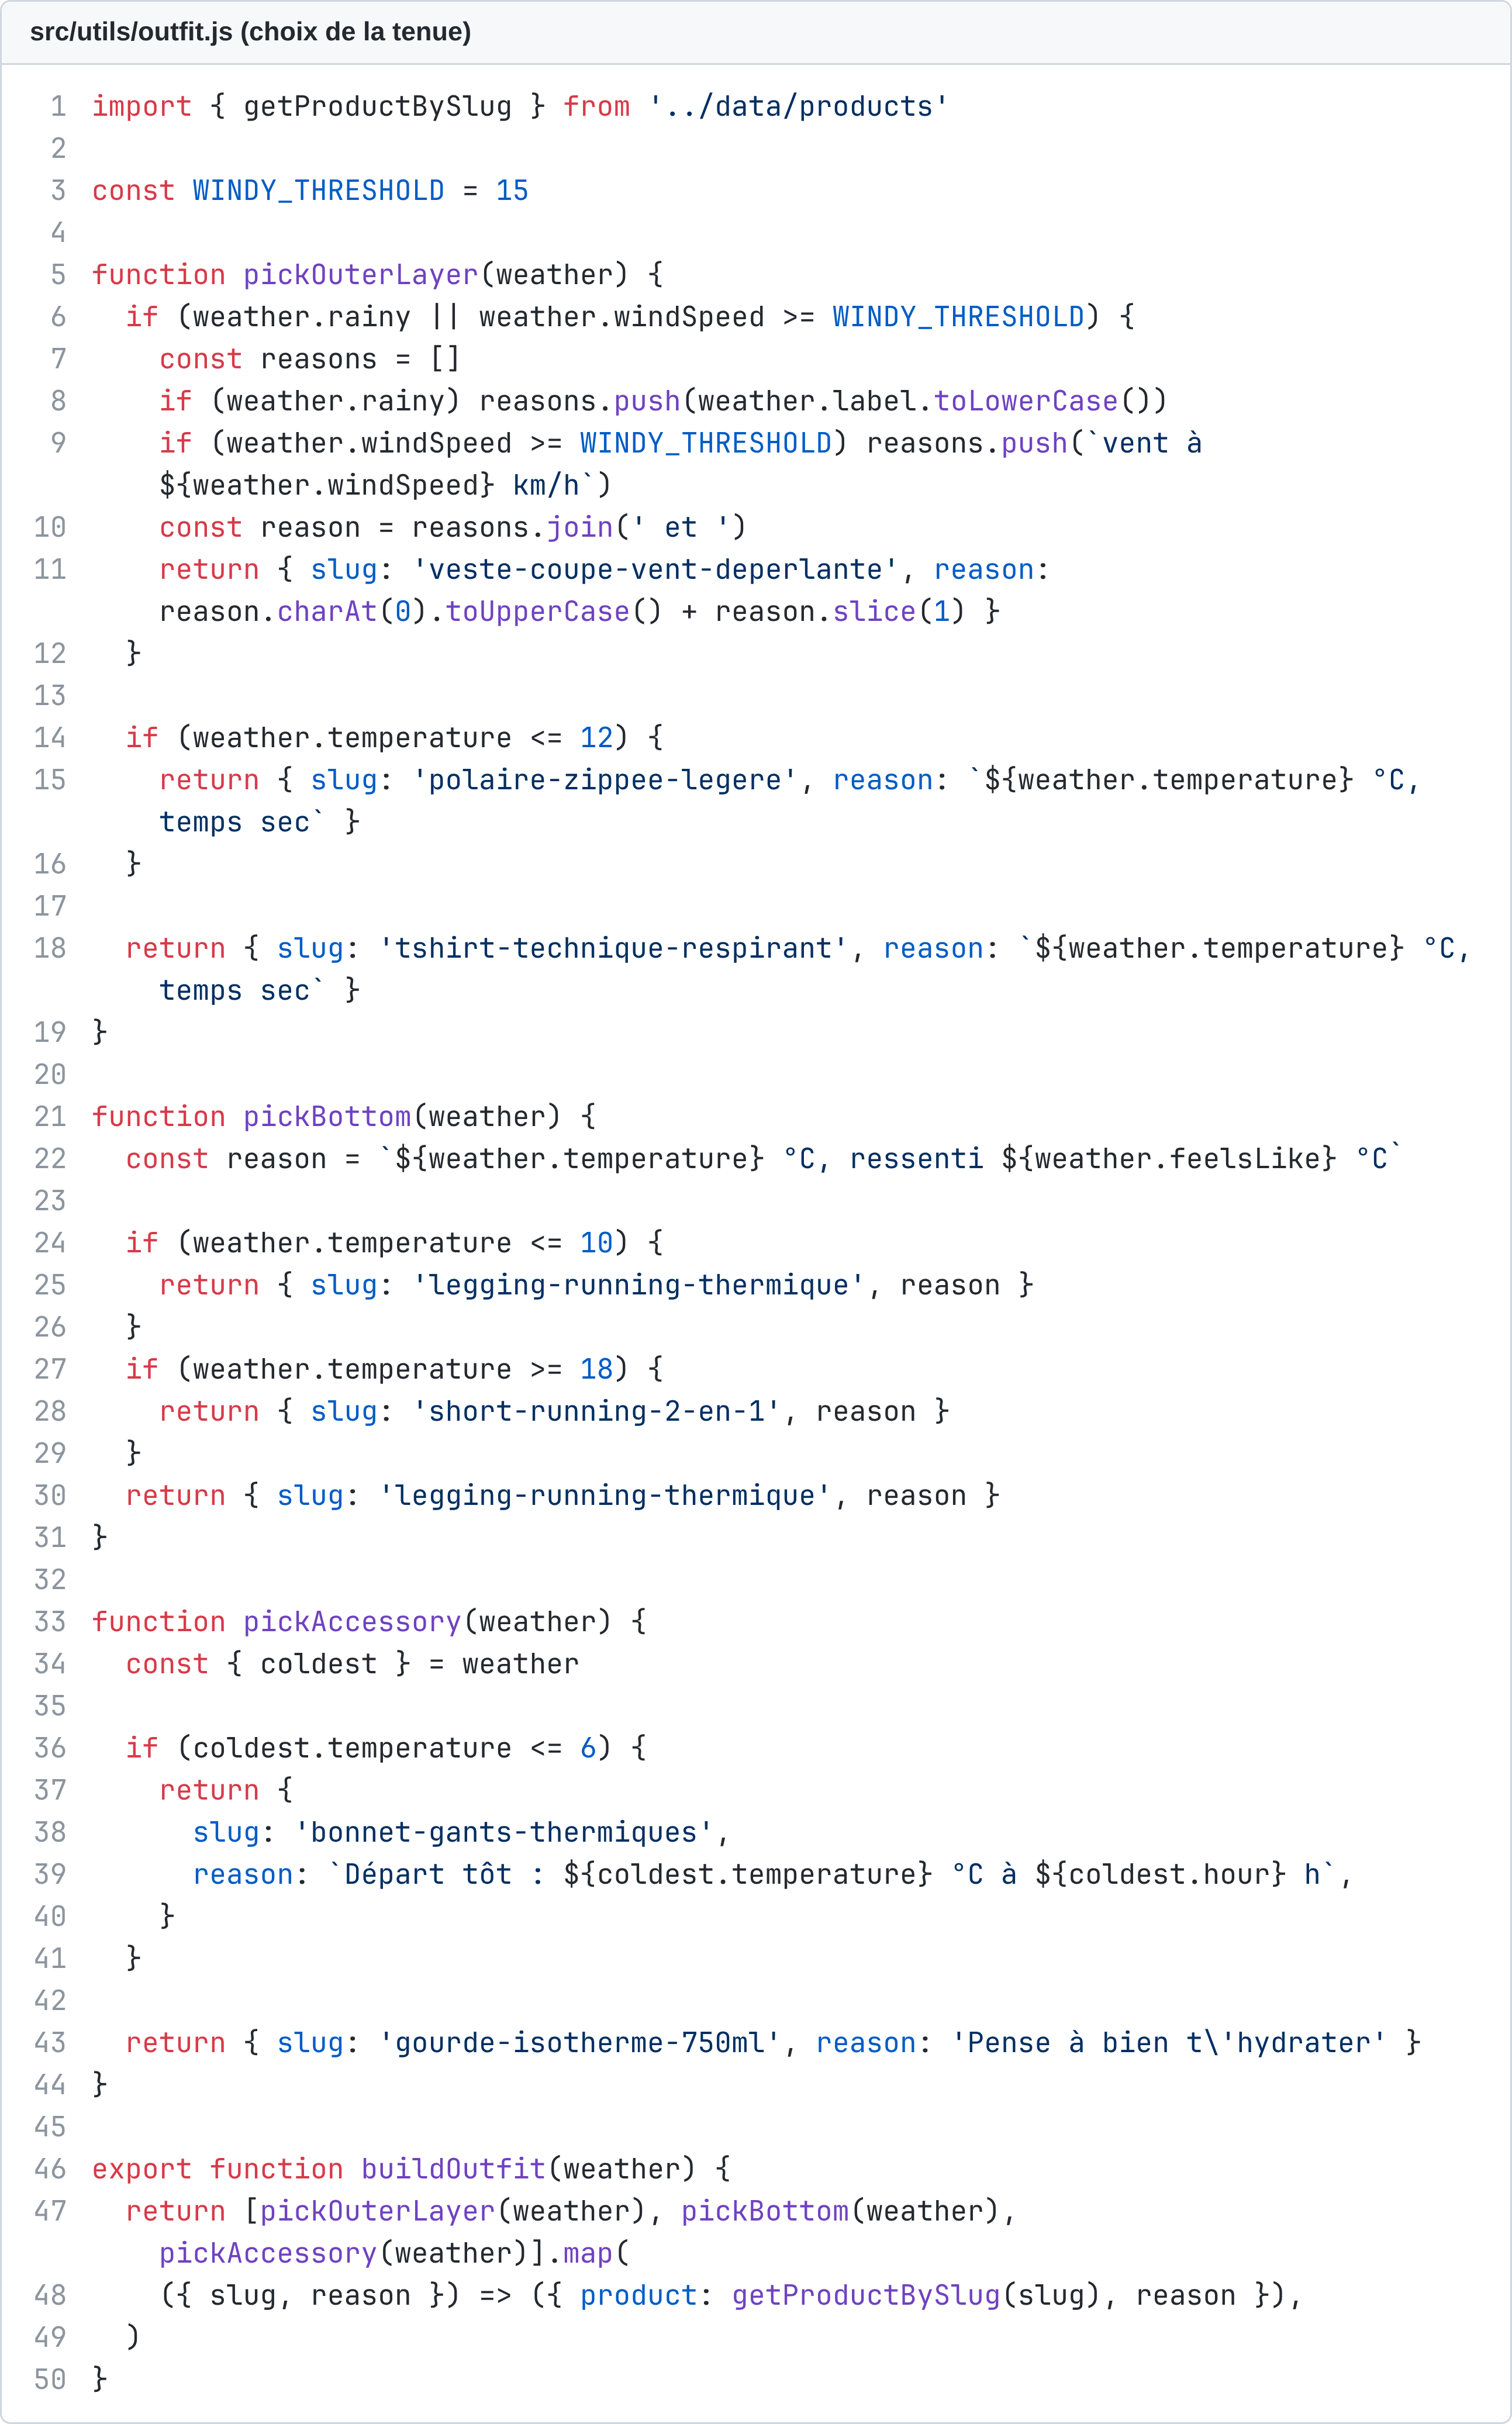 src/utils/outfit.js (choix de la tenue)
1 import { getProductBySlug } from '../data/products'
2
3 const WINDY_THRESHOLD = 15
4
5 function pickOuterLayer(weather) {
6   if (weather.rainy || weather.windSpeed >= WINDY_THRESHOLD) {
7     const reasons = []
8     if (weather.rainy) reasons.push(weather.label.toLowerCase())
9     if (weather.windSpeed >= WINDY_THRESHOLD) reasons.push(`vent à
    ${weather.windSpeed} km/h`)
10     const reason = reasons.join(' et ')
11     return { slug: 'veste-coupe-vent-deperlante', reason:
    reason.charAt(0).toUpperCase() + reason.slice(1) }
12   }
13
14   if (weather.temperature <= 12) {
15     return { slug: 'polaire-zippee-legere', reason: `${weather.temperature} °C,
    temps sec` }
16   }
17
18   return { slug: 'tshirt-technique-respirant', reason: `${weather.temperature} °C,
    temps sec` }
19 }
20
21 function pickBottom(weather) {
22   const reason = `${weather.temperature} °C, ressenti ${weather.feelsLike} °C`
23
24   if (weather.temperature <= 10) {
25     return { slug: 'legging-running-thermique', reason }
26   }
27   if (weather.temperature >= 18) {
28     return { slug: 'short-running-2-en-1', reason }
29   }
30   return { slug: 'legging-running-thermique', reason }
31 }
32
33 function pickAccessory(weather) {
34   const { coldest } = weather
35
36   if (coldest.temperature <= 6) {
37     return {
38       slug: 'bonnet-gants-thermiques',
39       reason: `Départ tôt : ${coldest.temperature} °C à ${coldest.hour} h`,
40     }
41   }
42
43   return { slug: 'gourde-isotherme-750ml', reason: 'Pense à bien t\'hydrater' }
44 }
45
46 export function buildOutfit(weather) {
47   return [pickOuterLayer(weather), pickBottom(weather),
    pickAccessory(weather)].map(
48     ({ slug, reason }) => ({ product: getProductBySlug(slug), reason }),
49   )
50 }